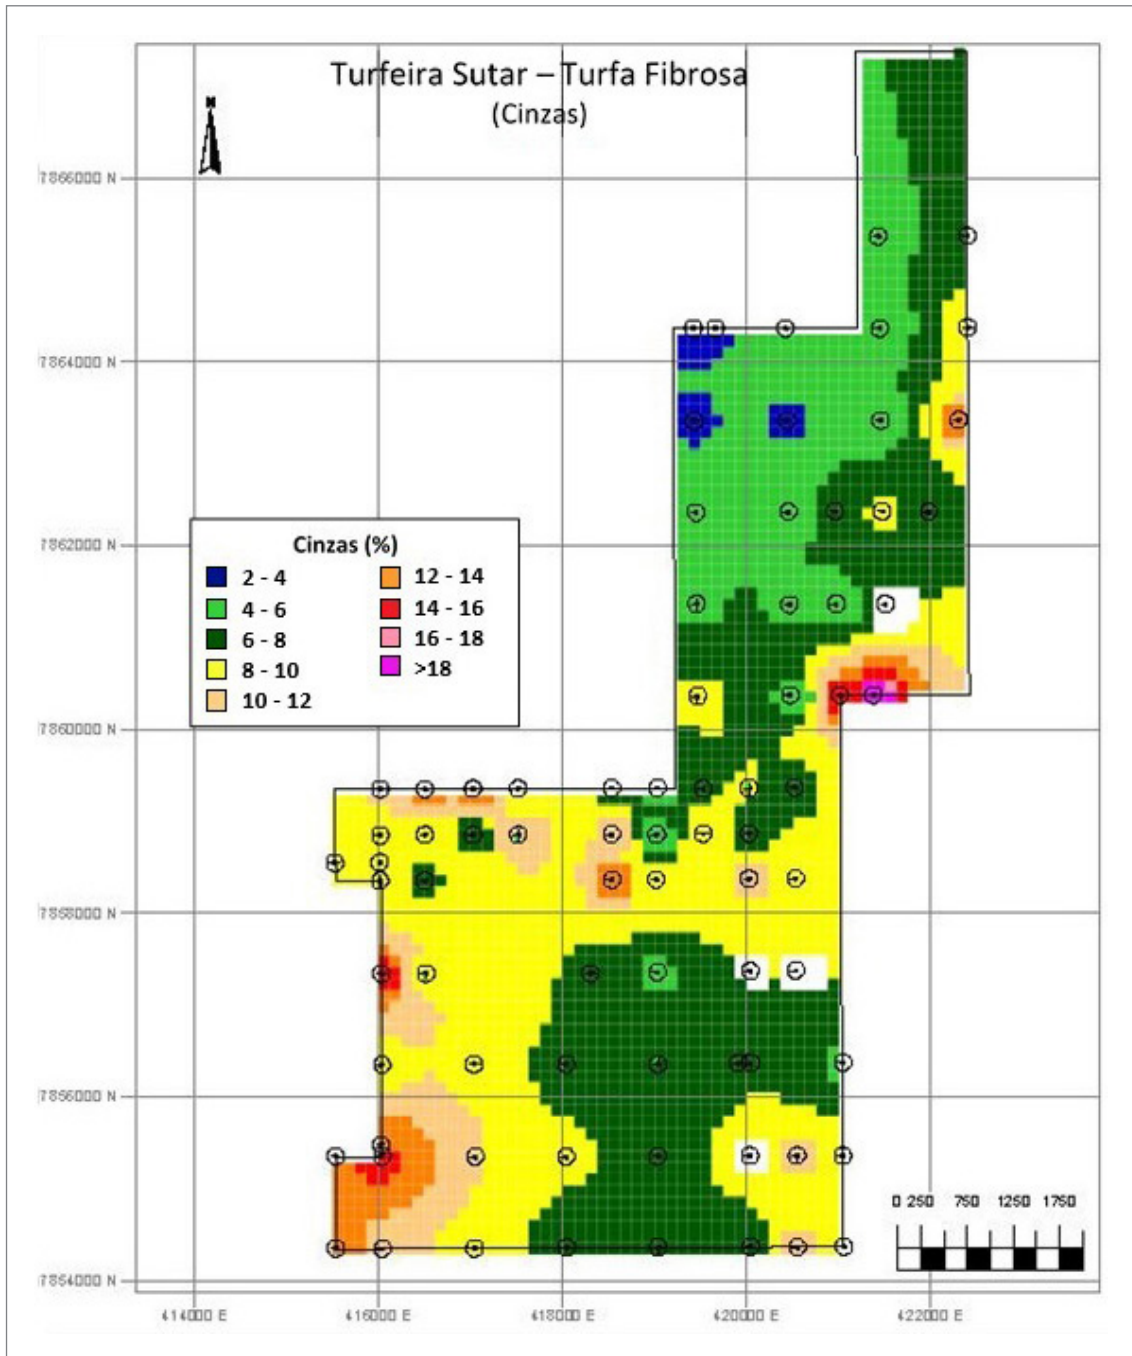 Turfeira Sutar – Turfa Fibrosa
(Cinzas)
N
7866000 N
7864000 N
7862000 N
7860000 N
7858000 N
7856000 N
7854000 N
Cinzas (%)
2 - 4
4 - 6
6 - 8
8 - 10
10 - 12
12 - 14
14 - 16
16 - 18
>18
0 250 750 1250 1750
414000 E 416000 E 418000 E 420000 E 422000 E